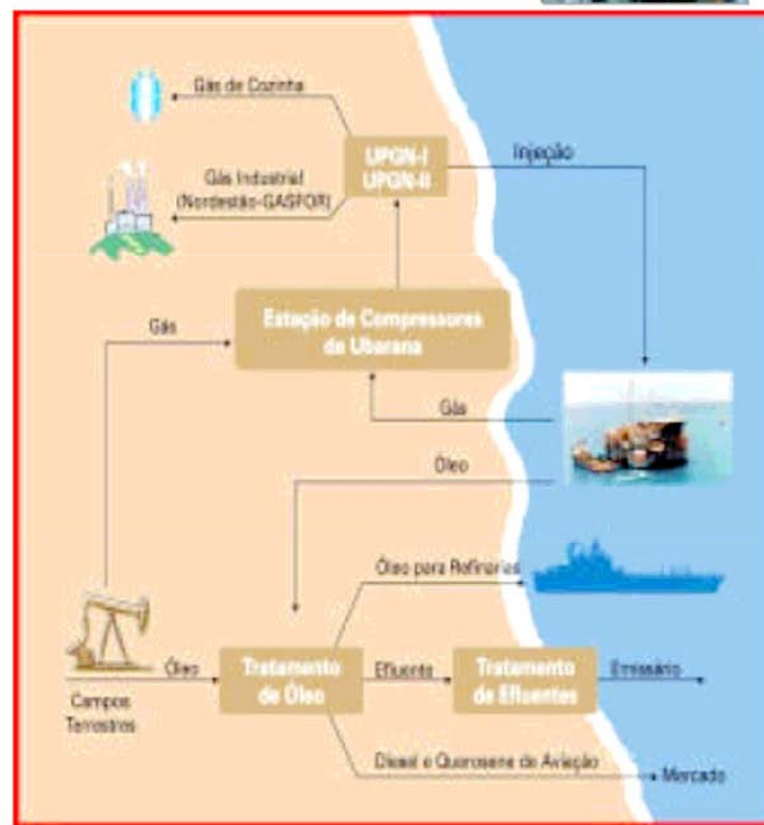 Gás de Cozinha
UPGN-I
UPGN-II
Injeção
Gás Industrial
(Nordestão-GASFOR)
Estação de Compressores
de Ubarana
Gás
Gás
Óleo
Óleo para Refinarias
Óleo
Tratamento
de Óleo
Efluente
Tratamento
de Efluentes
Emissário
Campos
Terrestres
Diesel e Querosene de Aviação
Mercado